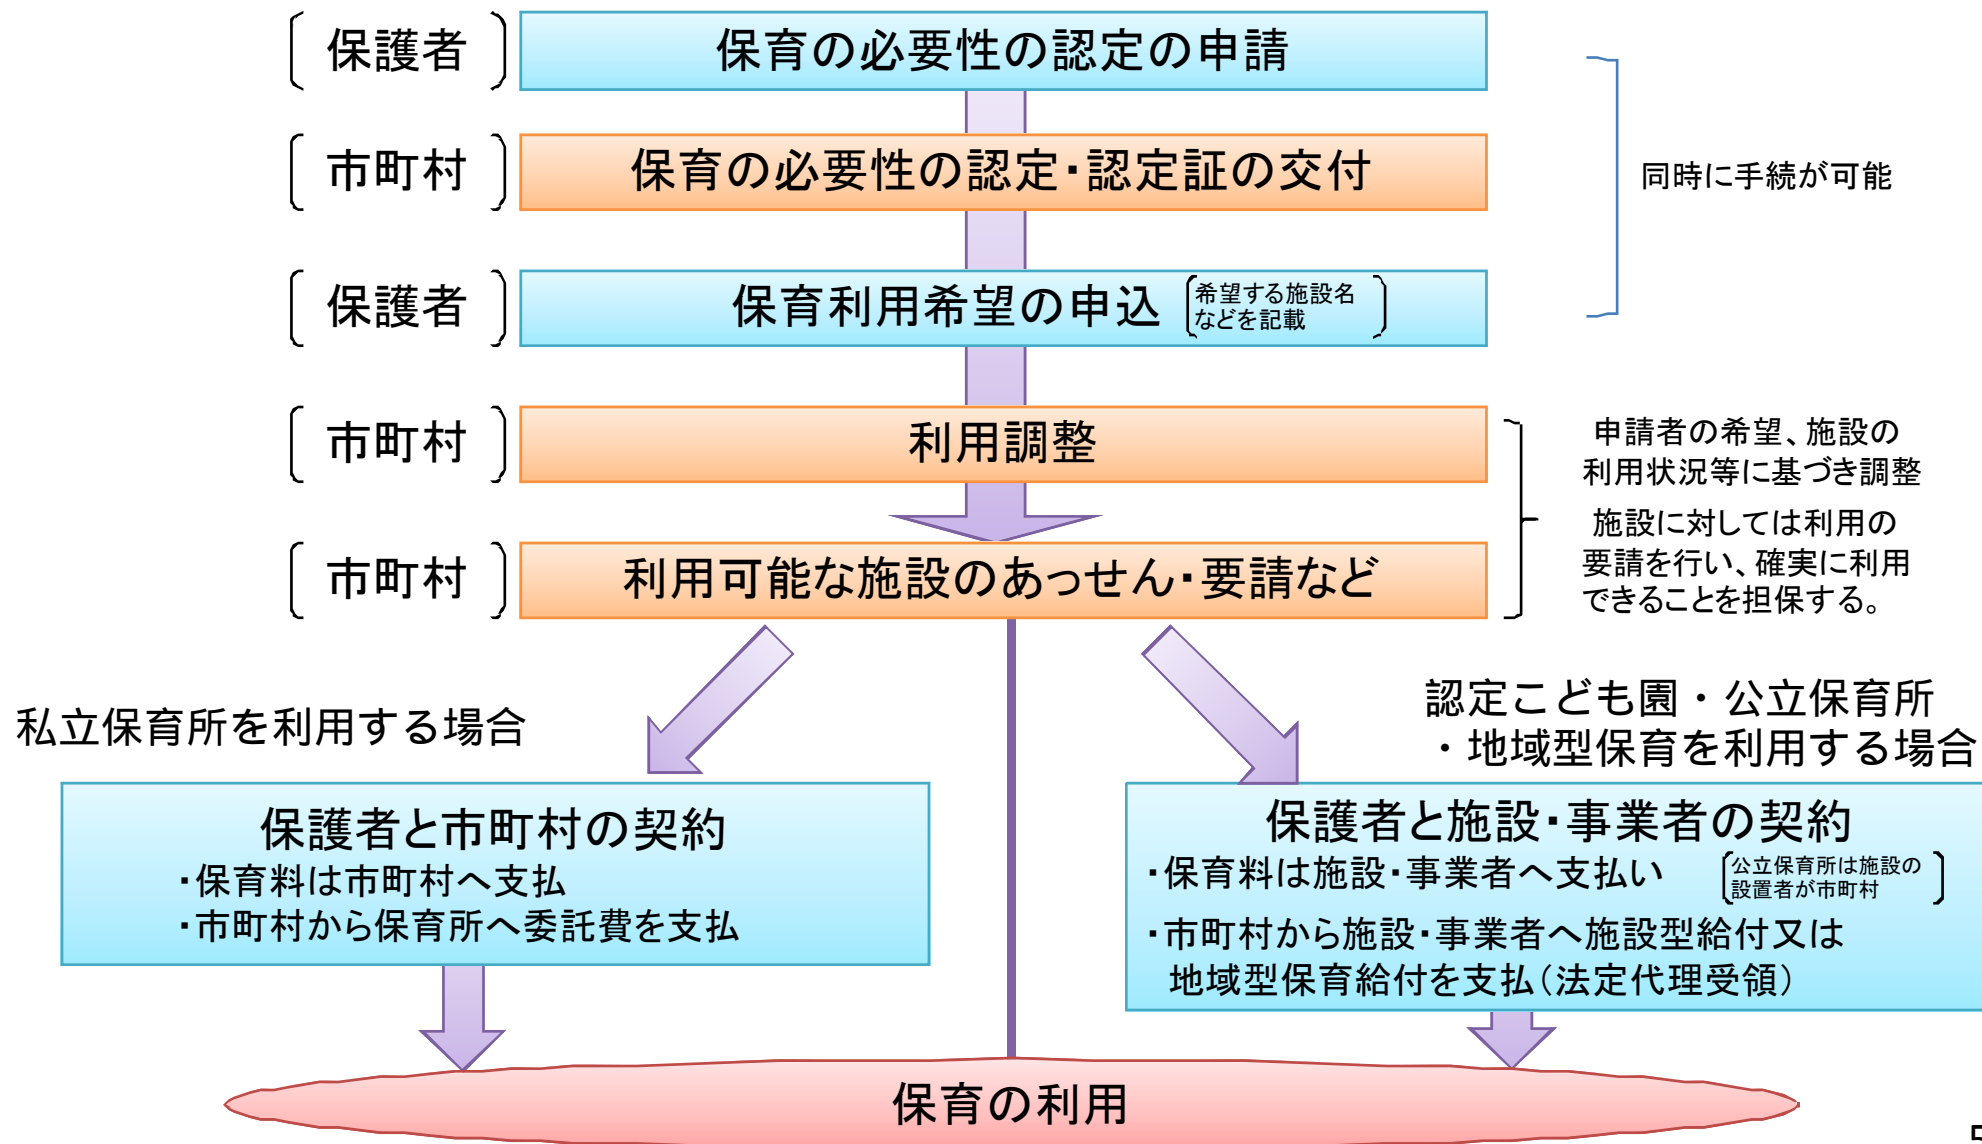 〔 保護者 〕 保育の必要性の認定の申請
〔 市町村 〕 保育の必要性の認定・認定証の交付
同時に手続が可能
〔 保護者 〕 保育利用希望の申込
希望する施設名
などを記載
〔 市町村 〕 利用調整
申請者の希望、施設の
利用状況等に基づき調整
施設に対しては利用の
要請を行い、確実に利用
できることを担保する。
〔 市町村 〕 利用可能な施設のあっせん・要請など
私立保育所を利用する場合
保護者と市町村の契約
・保育料は市町村へ支払
・市町村から保育所へ委託費を支払
認定こども園・公立保育所
・地域型保育を利用する場合
保護者と施設・事業者の契約
・保育料は施設・事業者へ支払い
公立保育所は施設の
設置者が市町村
・市町村から施設・事業者へ施設型給付又は
地域型保育給付を支払(法定代理受領)
保育の利用